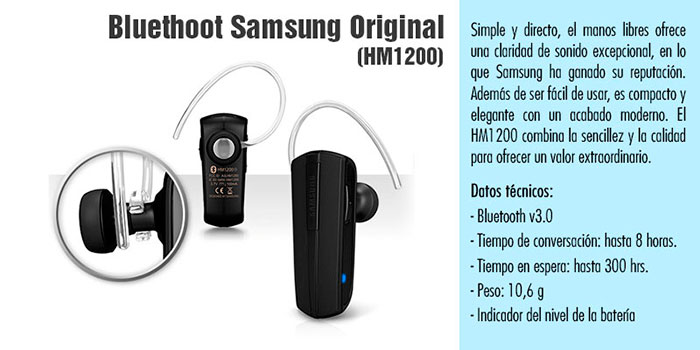 Bluethoot Samsung Original
(HM1200)
HM1200
SAMSUNG
Simple y directo, el manos libres ofrece
una claridad de sonido excepcional, en lo
que Samsung ha ganado su reputación.
Además de ser fácil de usar, es compacto y
elegante con un acabado moderno. El
HM1200 combina la sencillez y la calidad
para ofrecer un valor extraordinario.
Datos técnicos:
- Bluetooth v3.0
- Tiempo de conversación: hasta 8 horas.
- Tiempo en espera: hasta 300 hrs.
- Peso: 10,6 g
- Indicador del nivel de la batería